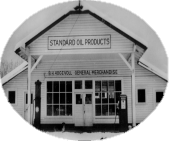 STANDARD OIL PRODUCTS
GENERAL MERCHANDISE